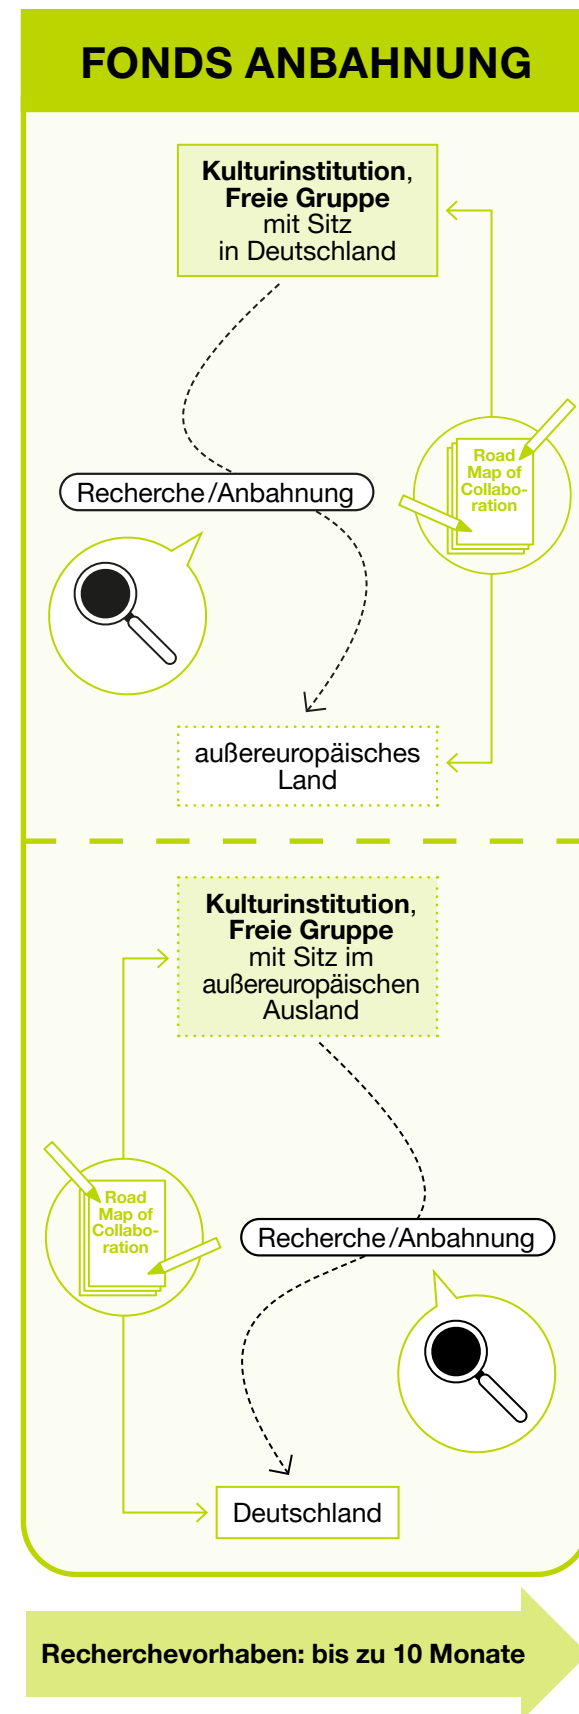 FONDS ANBAHNUNG
Kulturinstitution,
Freie Gruppe
mit Sitz
in Deutschland
Road
Map of
Collabo-
ration
Recherche/Anbahnung
außereuropäisches
Land
Kulturinstitution,
Freie Gruppe
mit Sitz im
außereuropäischen
Ausland
Road
Map of
Collabo-
ration
Recherche/Anbahnung
Deutschland
Recherchevorhaben: bis zu 10 Monate